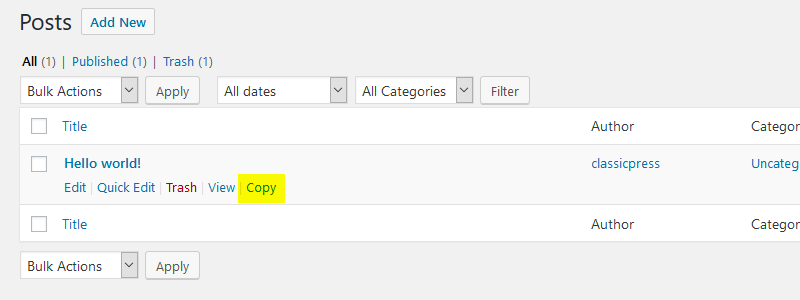 Posts Add New
All (1) | Published (1) | Trash (1)
Bulk Actions Apply All dates All Categories Filter
Title Author Categor
Hello world! classicpress Uncateg
Edit | Quick Edit | Trash | View | Copy
Title Author Categor
Bulk Actions Apply